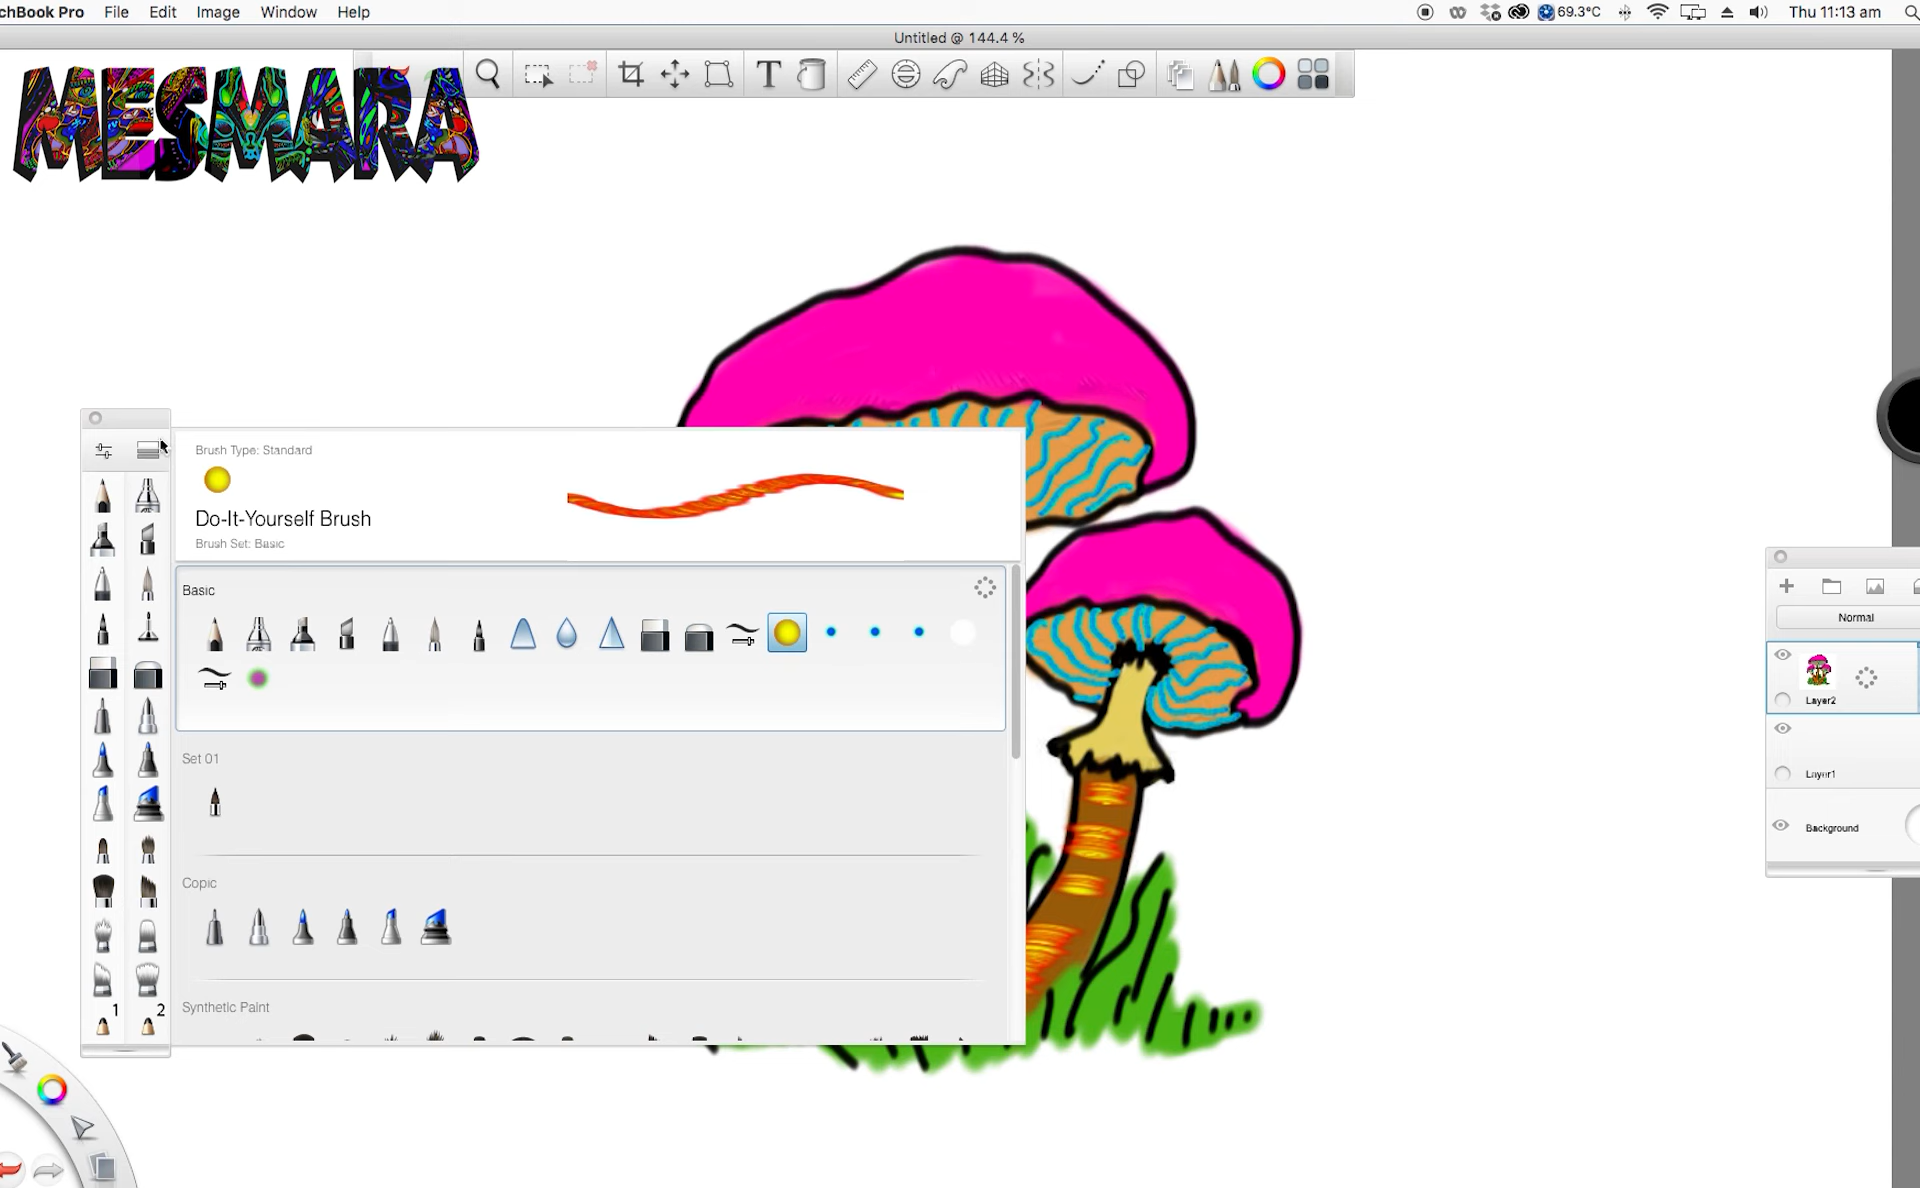 chBook Pro File Edit Image Window Help 69.3°C Thu 11:13 am
Untitled @ 144.4 %
MESMARA
T
Brush Type: Standard
Do-It-Yourself Brush
Brush Set: Basic
Basic
Set 01
Copic
Synthetic Paint
1 2
Normal
Layer2
Layer1
Background